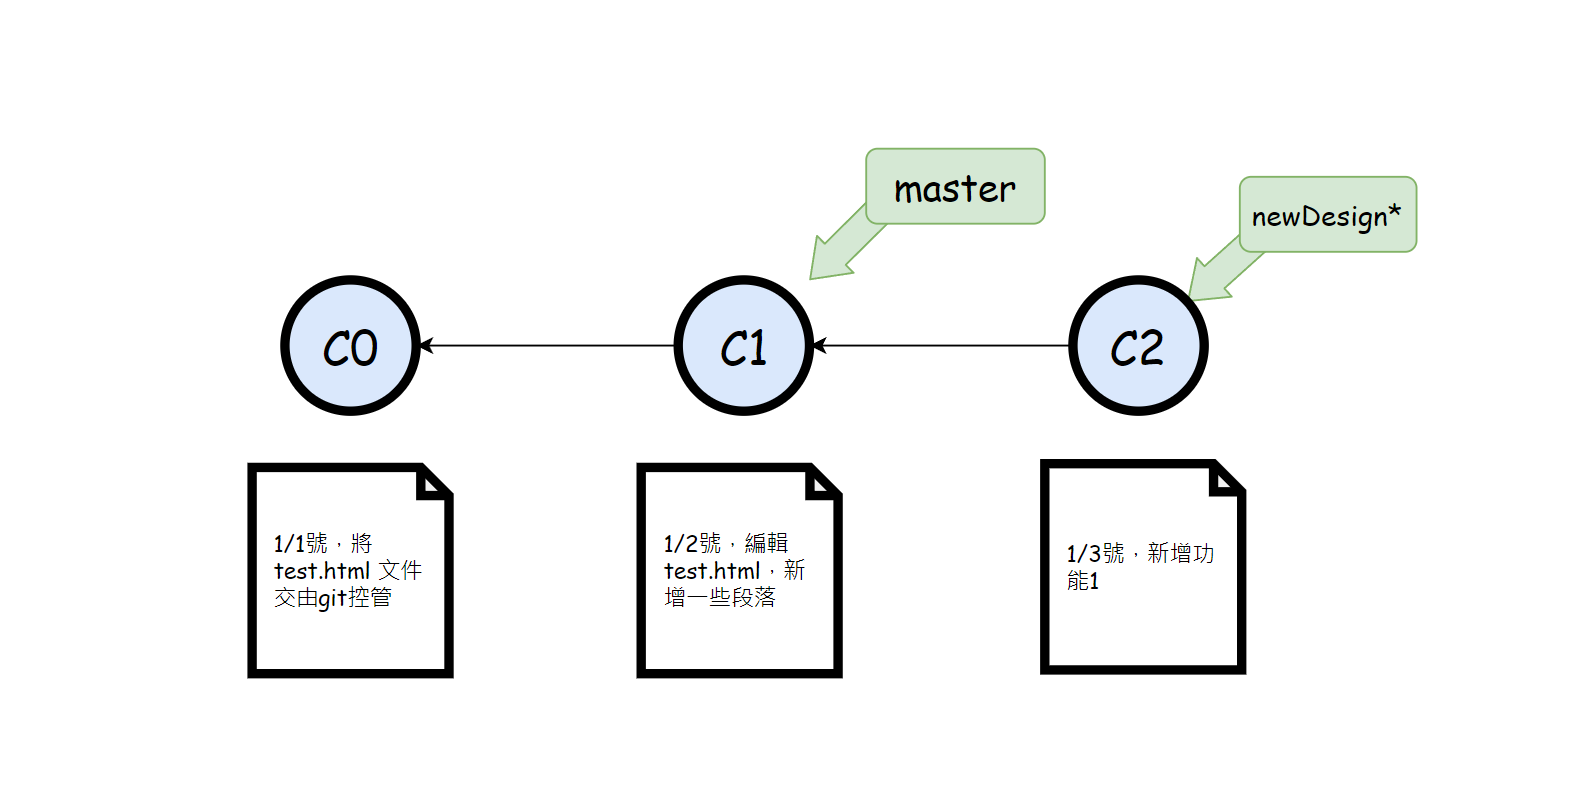 master
newDesign*
C0
C1
C2
1/1號，將
test.html 文件
交由git控管
1/2號，編輯
test.html，新
增一些段落
1/3號，新增功
能1